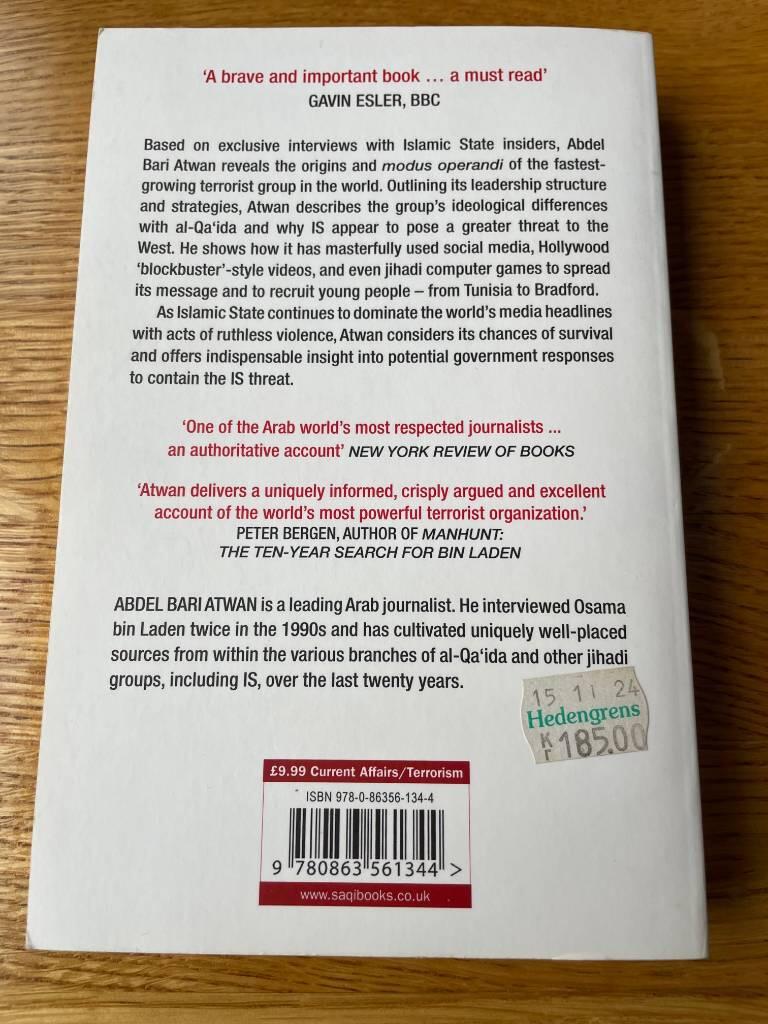 ‘A brave and important book … a must read’
GAVIN ESLER, BBC
Based on exclusive interviews with Islamic State insiders, Abdel
Bari Atwan reveals the origins and modus operandi of the fastest-
growing terrorist group in the world. Outlining its leadership structure
and strategies, Atwan describes the group’s ideological differences
with al-Qa‘ida and why IS appear to pose a greater threat to the
West. He shows how it has masterfully used social media, Hollywood
‘blockbuster’-style videos, and even jihadi computer games to spread
its message and to recruit young people – from Tunisia to Bradford.
As Islamic State continues to dominate the world’s media headlines
with acts of ruthless violence, Atwan considers its chances of survival
and offers indispensable insight into potential government responses
to contain the IS threat.
‘One of the Arab world’s most respected journalists ...
an authoritative account’ NEW YORK REVIEW OF BOOKS
‘Atwan delivers a uniquely informed, crisply argued and excellent
account of the world’s most powerful terrorist organization.’
PETER BERGEN, AUTHOR OF MANHUNT:
THE TEN-YEAR SEARCH FOR BIN LADEN
ABDEL BARI ATWAN is a leading Arab journalist. He interviewed Osama
bin Laden twice in the 1990s and has cultivated uniquely well-placed
sources from within the various branches of al-Qa‘ida and other jihadi
groups, including IS, over the last twenty years.
15 11 24
Hedengrens
Kr 185.00
£9.99 Current Affairs/Terrorism
ISBN 978-0-86356-134-4
9 780863 561344 >
www.saqibooks.co.uk